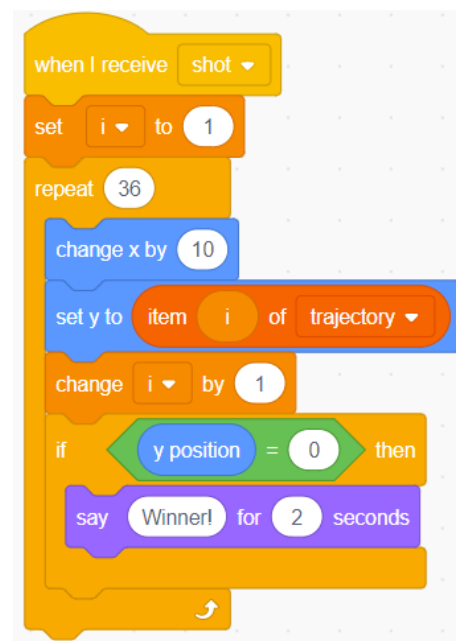 when I receive shot
set i to 1
repeat 36
change x by 10
set y to item i of trajectory
change i by 1
if y position = 0 then
say Winner! for 2 seconds